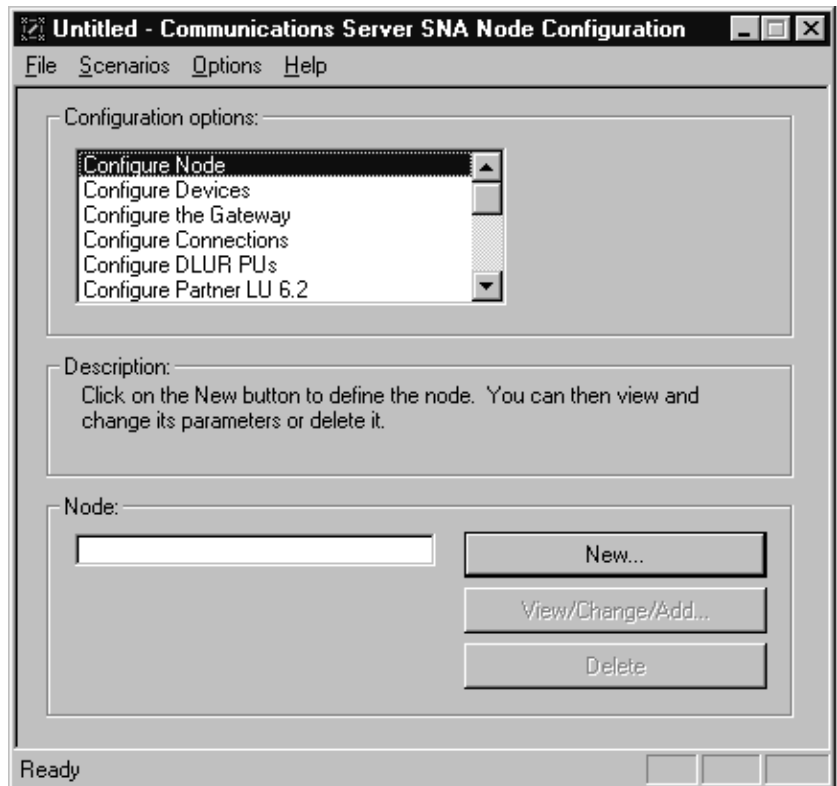 Untitled - Communications Server SNA Node Configuration
File Scenarios Options Help
Configuration options:
Configure Node
Configure Devices
Configure the Gateway
Configure Connections
Configure DLUR PUs
Configure Partner LU 6.2
Description:
Click on the New button to define the node. You can then view and
change its parameters or delete it.
Node:
New...
View/Change/Add...
Delete
Ready